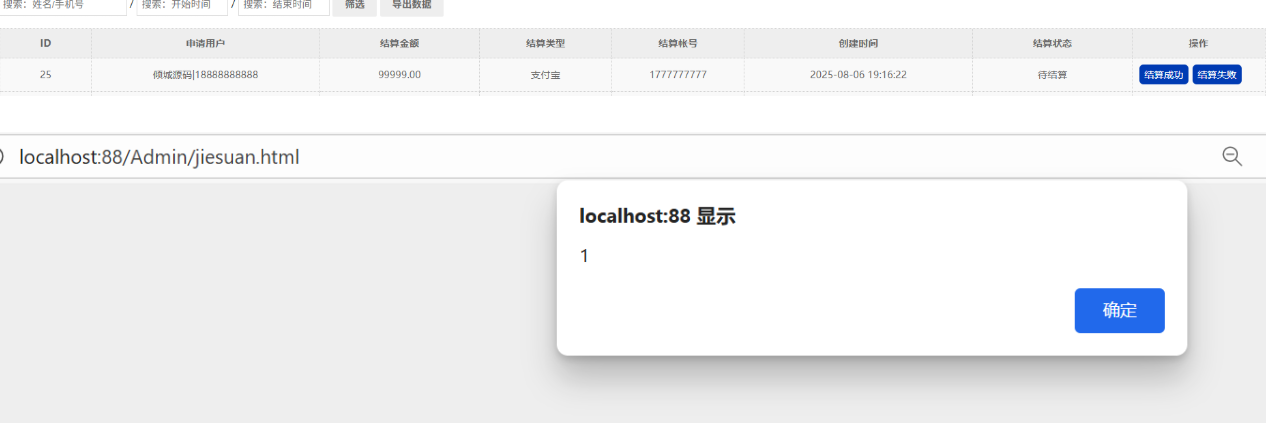 搜索：姓名/手机号 / 搜索：开始时间 / 搜索：结束时间 筛选 导出数据
ID 申请用户 结算金额 结算类型 结算帐号 创建时间 结算状态 操作
25 倾城源码|18888888888 99999.00 支付宝 1777777777 2025-08-06 19:16:22 待结算 结算成功 结算失败
localhost:88/Admin/jiesuan.html
localhost:88 显示
1
确定